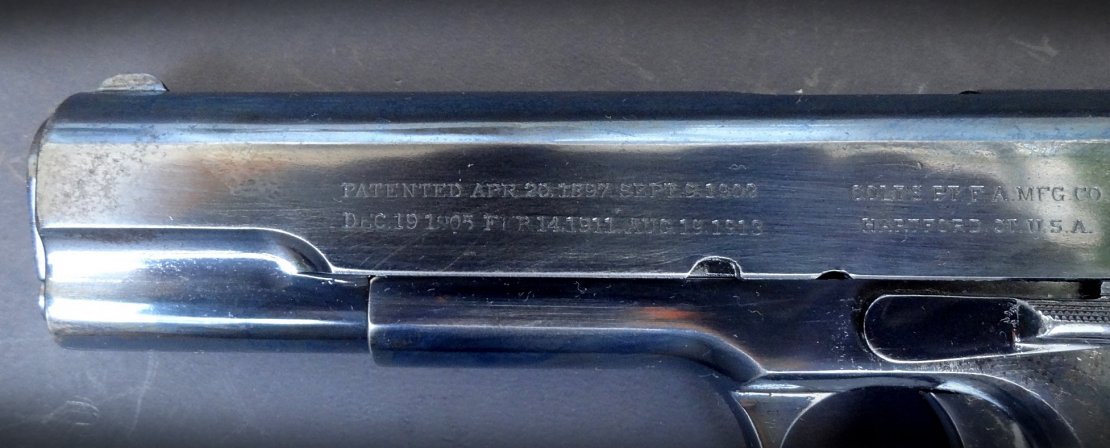 PATENTED APR. 20. 1897. SEPT. 9. 1902
DEC. 19 1905. 14. 1911. AUG. 19 1913
COLT'S PT. F. A. MFG. CO
HARTFORD. CT. U.S.A.